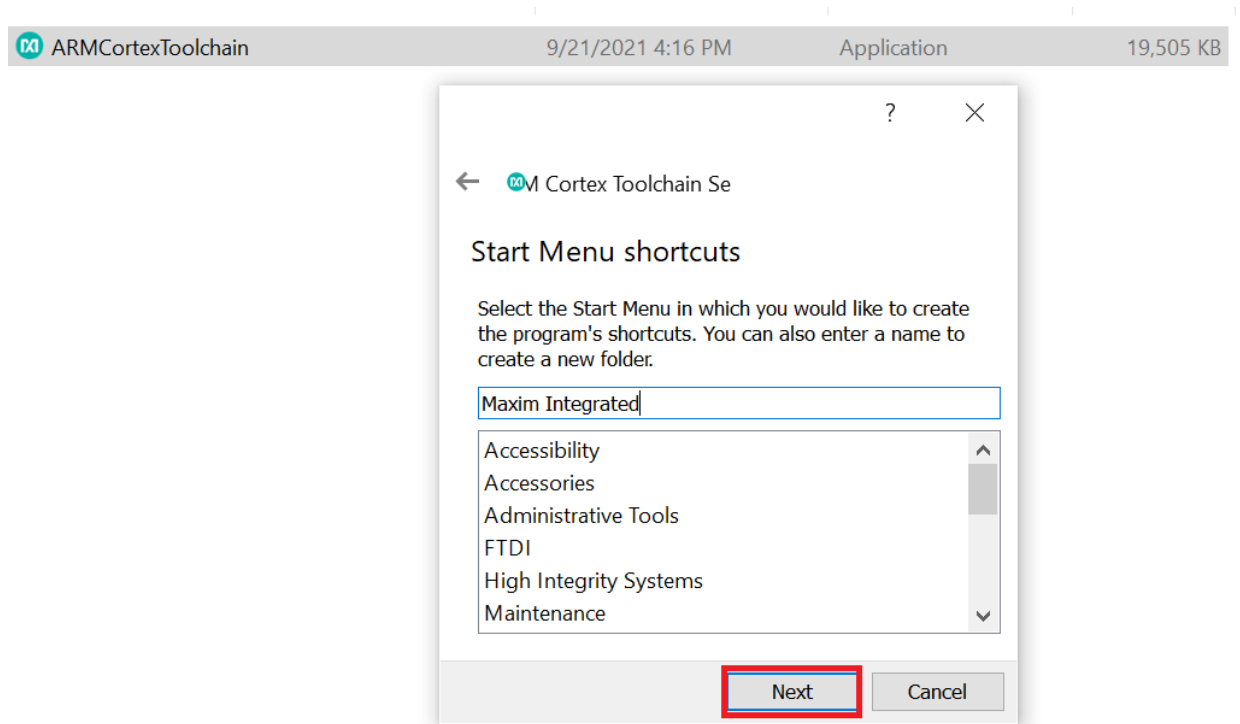 ARMCortexToolchain 9/21/2021 4:16 PM Application 19,505 KB
?
M Cortex Toolchain Se
Start Menu shortcuts
Select the Start Menu in which you would like to create
the program's shortcuts. You can also enter a name to
create a new folder.
Maxim Integrated
Accessibility
Accessories
Administrative Tools
FTDI
High Integrity Systems
Maintenance
Next Cancel